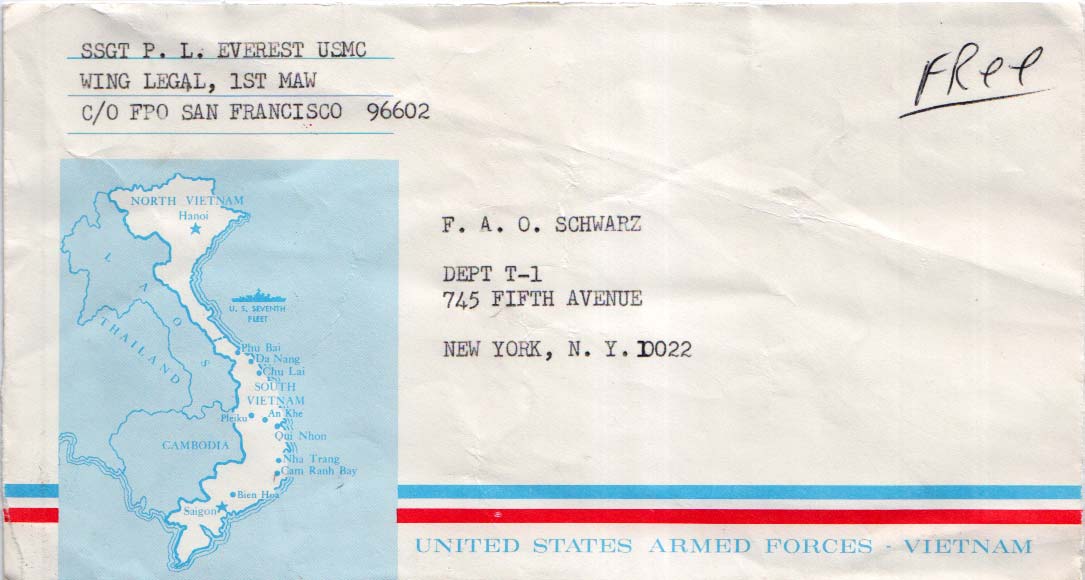 SSGT P. L. EVEREST USMC
WING LEGAL, 1ST MAW
C/O FPO SAN FRANCISCO 96602
FRee
F. A. O. SCHWARZ
DEPT T-1
745 FIFTH AVENUE
NEW YORK, N. Y. 10022
NORTH VIETNAM
Hanoi
LAOS
U. S. SEVENTH
FLEET
THAILAND
Phu Bai
Da Nang
Chu Lai
SOUTH
VIETNAM
Pleiku
An Khe
Qui Nhon
CAMBODIA
Nha Trang
Cam Ranh Bay
Bien Hoa
Saigon
UNITED STATES ARMED FORCES - VIETNAM